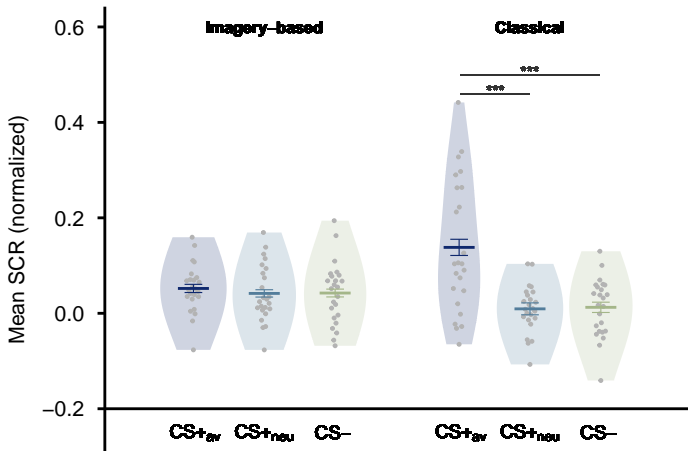 Imagery–based Classical
0.6
***
***
0.4
0.2
0.0
−0.2
Mean SCR (normalized)
CS+av CS+neu CS− CS+av CS+neu CS−